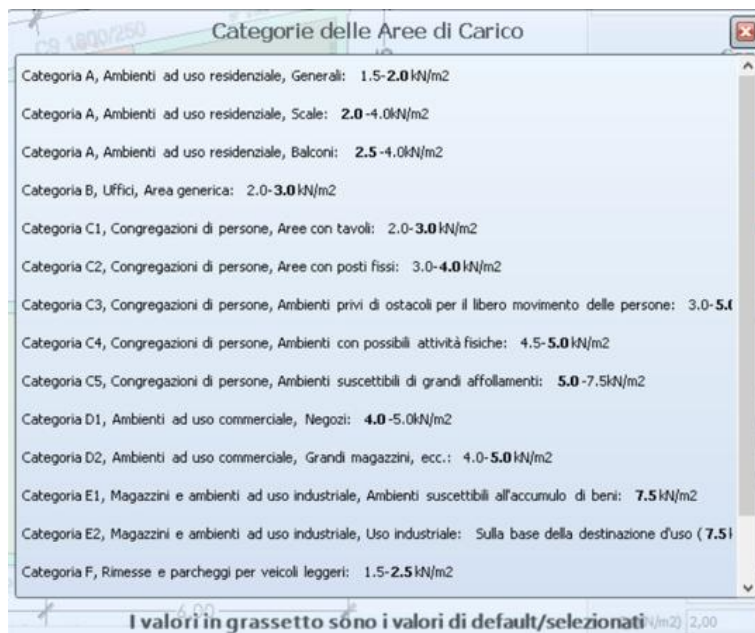 C9 1800/250
Categorie delle Aree di Carico
Categoria A, Ambienti ad uso residenziale, Generali: 1.5-2.0 kN/m2
Categoria A, Ambienti ad uso residenziale, Scale: 2.0 -4.0kN/m2
Categoria A, Ambienti ad uso residenziale, Balconi: 2.5 -4.0kN/m2
Categoria B, Uffici, Area generica: 2.0-3.0 kN/m2
Categoria C1, Congregazioni di persone, Aree con tavoli: 2.0-3.0 kN/m2
Categoria C2, Congregazioni di persone, Aree con posti fissi: 3.0-4.0 kN/m2
Categoria C3, Congregazioni di persone, Ambienti privi di ostacoli per il libero movimento delle persone: 3.0-5.0
Categoria C4, Congregazioni di persone, Ambienti con possibili attività fisiche: 4.5-5.0 kN/m2
Categoria C5, Congregazioni di persone, Ambienti suscettibili di grandi affollamenti: 5.0 -7.5kN/m2
Categoria D1, Ambienti ad uso commerciale, Negozi: 4.0 -5.0kN/m2
Categoria D2, Ambienti ad uso commerciale, Grandi magazzini, ecc.: 4.0-5.0 kN/m2
Categoria E1, Magazzini e ambienti ad uso industriale, Ambienti suscettibili all'accumulo di beni: 7.5 kN/m2
Categoria E2, Magazzini e ambienti ad uso industriale, Uso industriale: Sulla base della destinazione d'uso ( 7.5
Categoria F, Rimesse e parcheggi per veicoli leggeri: 1.5-2.5 kN/m2
6.00
I valori in grassetto sono i valori di default/selezionati
N/m2) 2,00